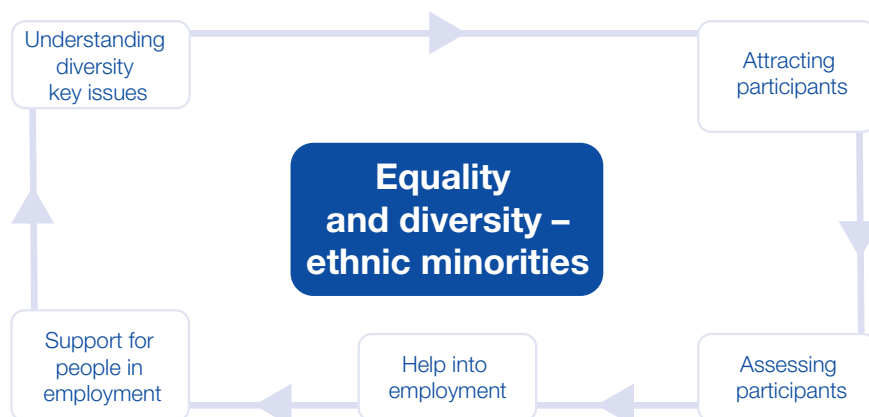 Understanding
diversity
key issues
Attracting
participants
Equality
and diversity –
ethnic minorities
Support for
people in
employment
Help into
employment
Assessing
participants